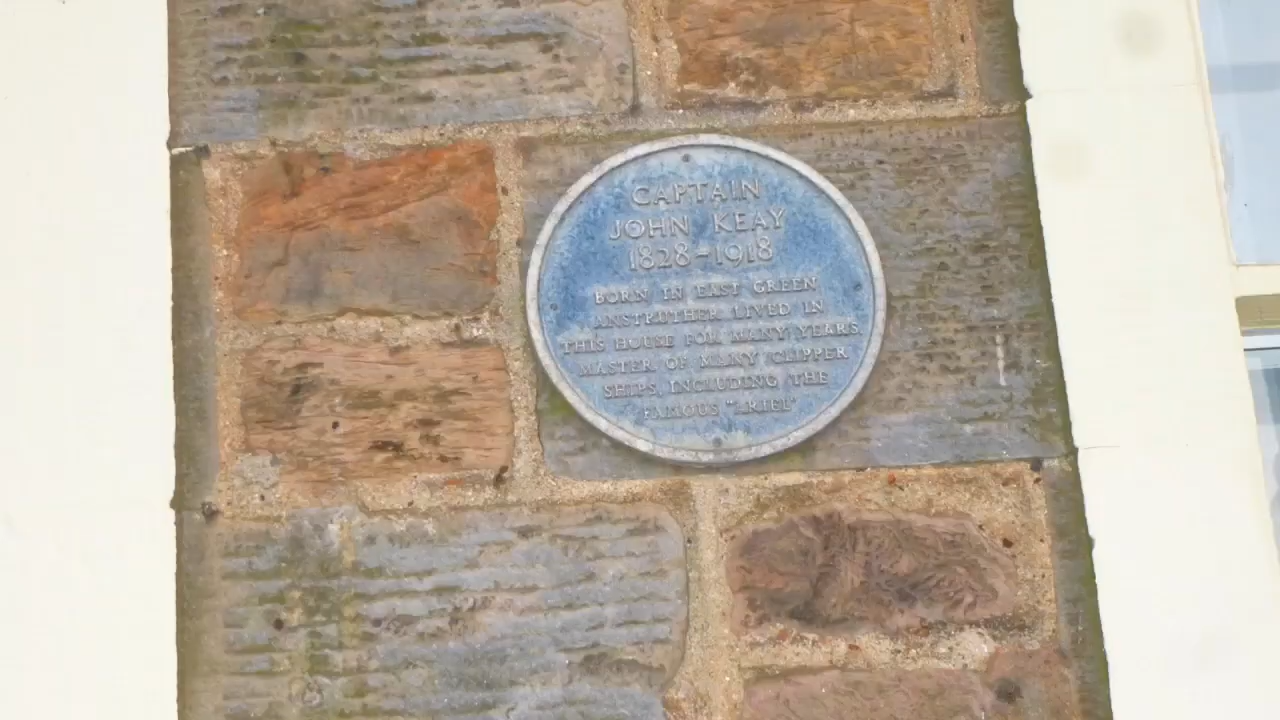 CAPTAIN
JOHN KEAY
1828-1918
BORN IN EAST GREEN
ANSTRUTHER LIVED IN
THIS HOUSE FOR MANY YEARS
MASTER OF MANY CLIPPER
SHIPS, INCLUDING THE
FAMOUS "ARIEL"